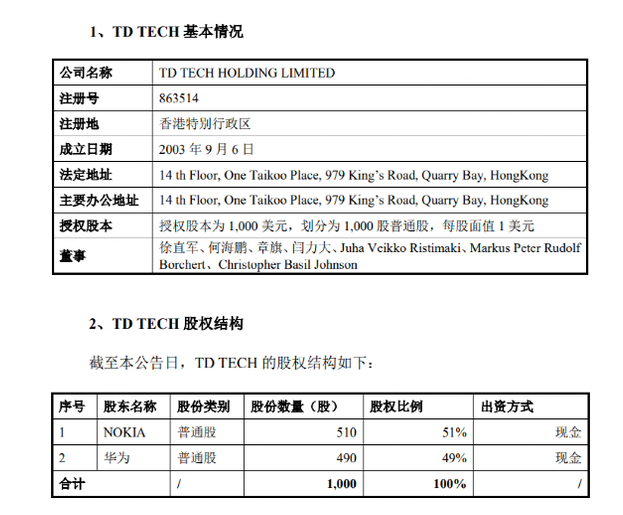 1、TD TECH 基本情况
公司名称 TD TECH HOLDING LIMITED
注册号 863514
注册地 香港特别行政区
成立日期 2003 年 9 月 6 日
法定地址 14 th Floor, One Taikoo Place, 979 King's Road, Quarry Bay, HongKong
主要办公地址 14 th Floor, One Taikoo Place, 979 King's Road, Quarry Bay, HongKong
授权股本 授权股本为 1,000 美元，划分为 1,000 股普通股，每股面值 1 美元
董事 徐直军、何海鹏、章旗、闫力大、Juha Veikko Ristimaki、Markus Peter Rudolf
Borchert、Christopher Basil Johnson
2、TD TECH 股权结构
截至本公告日，TD TECH 的股权结构如下：
序号 股东名称 股份类别 股份数量（股） 股权比例 出资方式
1 NOKIA 普通股 510 51% 现金
2 华为 普通股 490 49% 现金
合计 / 1,000 100% /